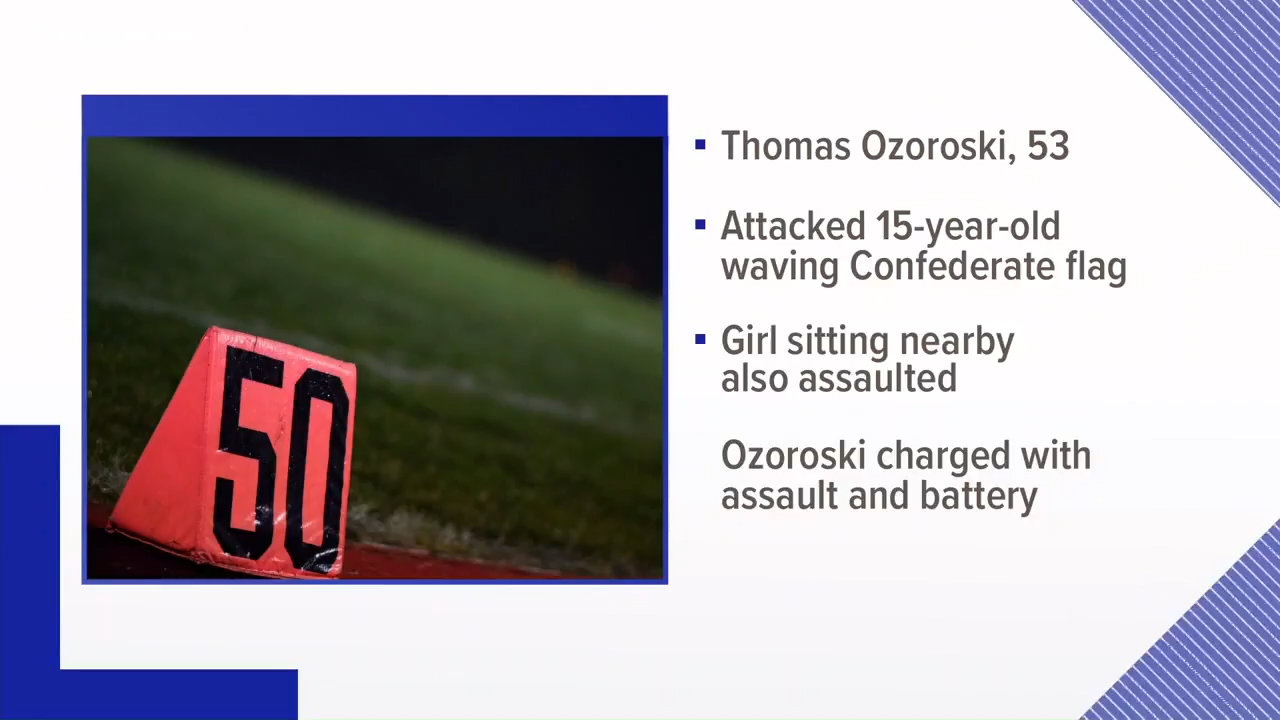 50
Thomas Ozoroski, 53
Attacked 15-year-old
waving Confederate flag
Girl sitting nearby
also assaulted
Ozoroski charged with
assault and battery